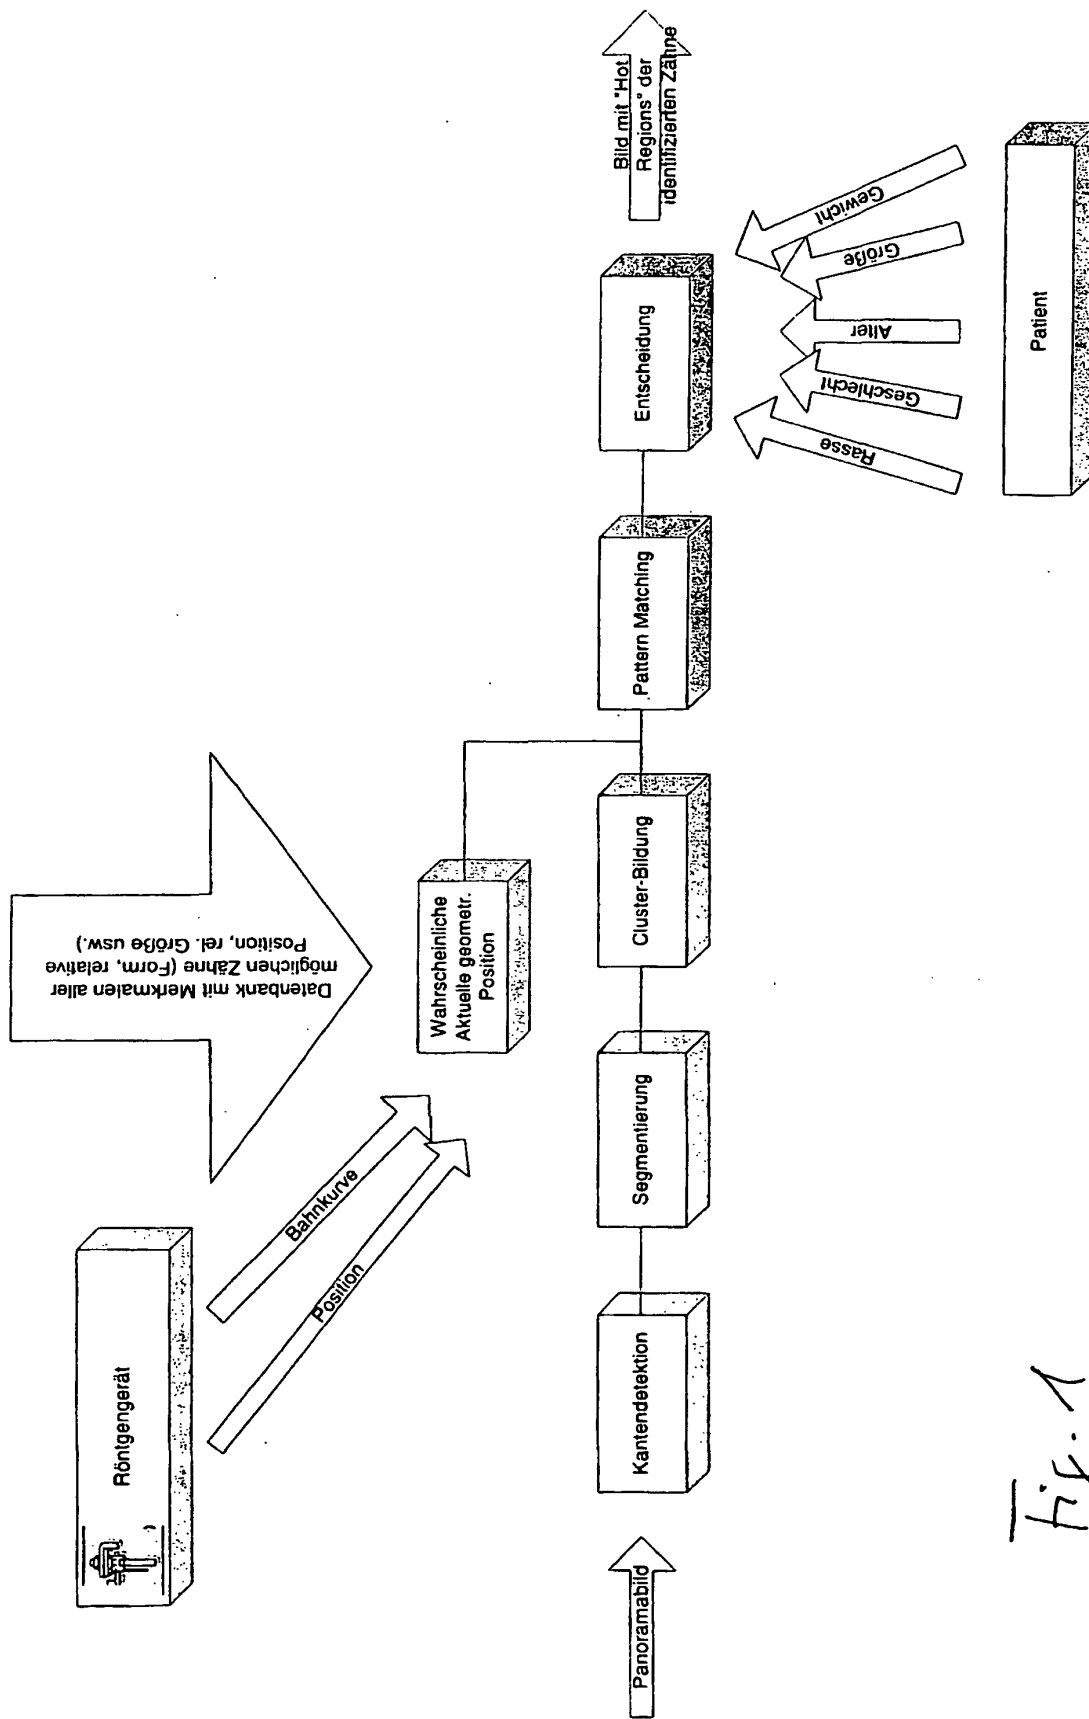 Röntgengerät
Bahnkurve
Position
Datenbank mit Merkmalen aller
möglichen Zähne (Form, relative
Position, rel. Größe usw.)
Wahrscheinliche
Aktuelle geometr.
Position
Panoramabild
Kantendetektion
Segmentierung
Cluster-Bildung
Pattern Matching
Entscheidung
Bild mit "Hot
Regions" der
identifizierten Zähne
Rasse
Geschlecht
Alter
Größe
Gewicht
Patient
Fig. 1